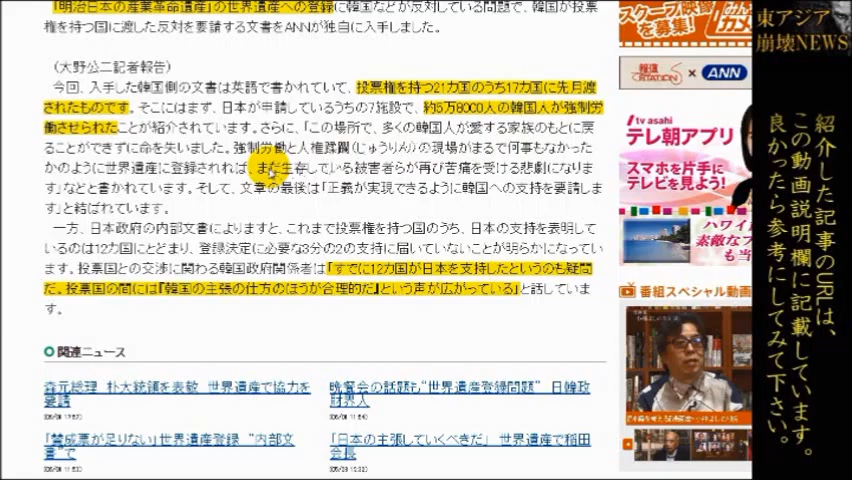 「明治日本の産業革命遺産」の世界遺産への登録に韓国などが反対している問題で、韓国が投票
権を持つ国に渡した反対を要請する文書をANNが独自に入手しました。
（大野公二記者報告）
今回、入手した韓国側の文書は英語で書かれていて、投票権を持つ21カ国のうち17カ国に先月渡
されたものです。そこにはまず、日本が申請しているうちの7施設で、約5万8000人の韓国人が強制労
働させられたことが紹介されています。さらに、「この場所で、多くの韓国人が愛する家族のもとに戻
ることができずに命を失いました。強制労働と人権蹂躙（じゅうりん）の現場がまるで何事もなかった
かのように世界遺産に登録されれば、まだ生存している被害者らが再び苦痛を受ける悲劇になりま
す」などと書かれています。そして、文章の最後は「正義が実現できるように韓国への支持を要請しま
す」と結ばれています。
一方、日本政府の内部文書によりますと、これまで投票権を持つ国のうち、日本の支持を表明して
いるのは12カ国にとどまり、登録決定に必要な3分の2の支持に届いていないことが明らかになってい
ます。投票国との交渉に関わる韓国政府関係者は「すでに12カ国が日本を支持したというのも疑問
だ。投票国の間には『韓国の主張の仕方のほうが合理的だ』という声が広がっている」と話していま
す。
関連ニュース
森元総理 朴大統領を表敬 世界遺産で協力を
要請
晩餐会の話題も“世界遺産登録問題” 日韓政
財界人
「賛成票が足りない」世界遺産登録 “内部文
書”で
「日本の主張していくべきだ」 世界遺産で稲田
会長
スクープ映像
を募集！
みん
カメ
報道
STATION
×
ANN
tv asahi
テレ朝アプリ
スマホを片手に
テレビを見よう！
ハワイ
素敵なプ
も当
番組スペシャル動画
東アジア
崩壊NEWS
紹介した記事のURLは、
この動画説明欄に記載しています。
良かったら参考にしてみて下さい。